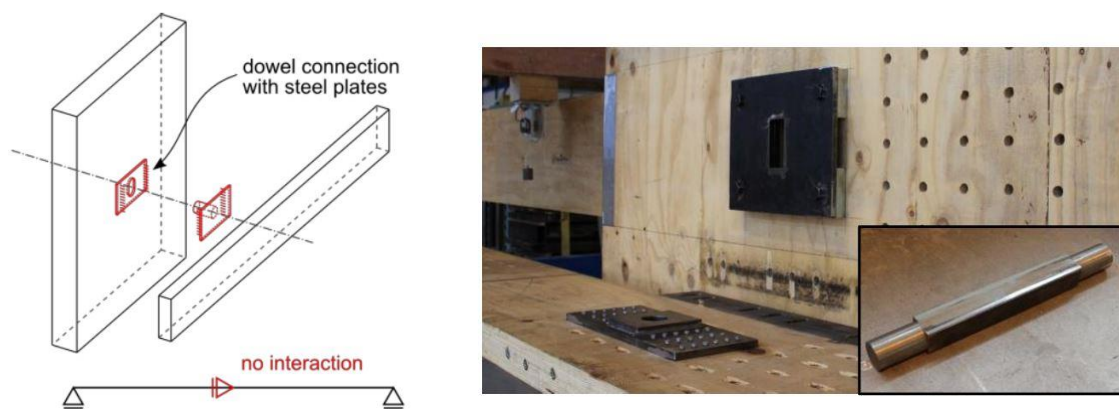 dowel connection
with steel plates
no interaction